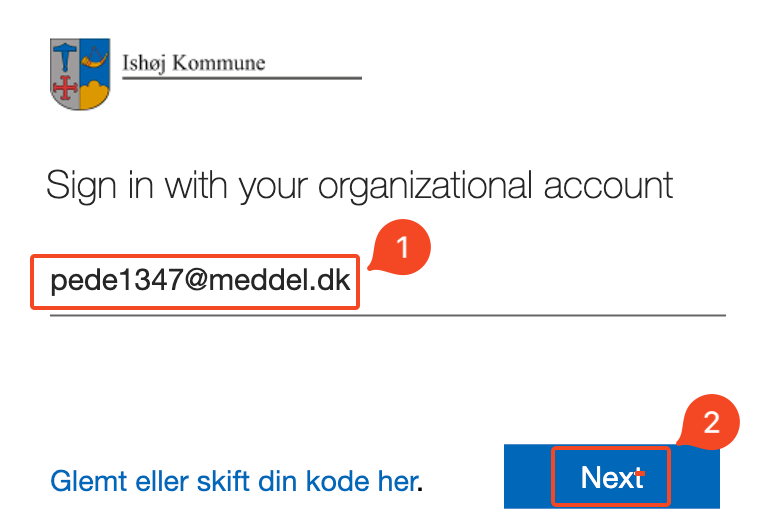 Ishøj Kommune
Sign in with your organizational account
1
pede1347@meddel.dk
2
Glemt eller skift din kode her.
Next